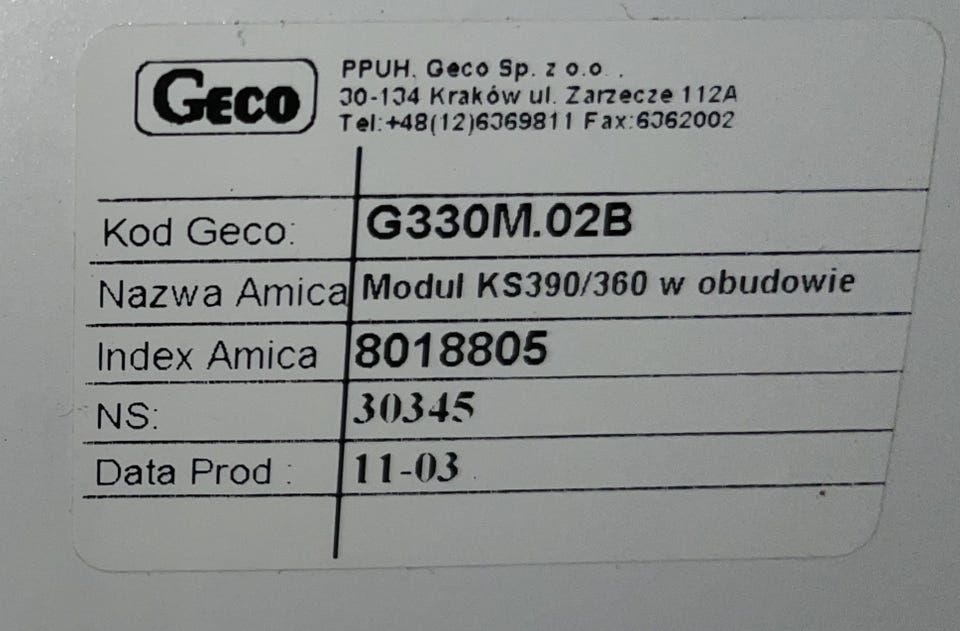 GECO
PPUH. Geco Sp. z o.o.
30-134 Kraków ul. Zarzecze 112A
Tel:+48(12)6369811 Fax:6362002
Kod Geco: G330M.02B
Nazwa Amica Moduł KS390/360 w obudowie
Index Amica 8018805
NS: 30345
Data Prod : 11-03